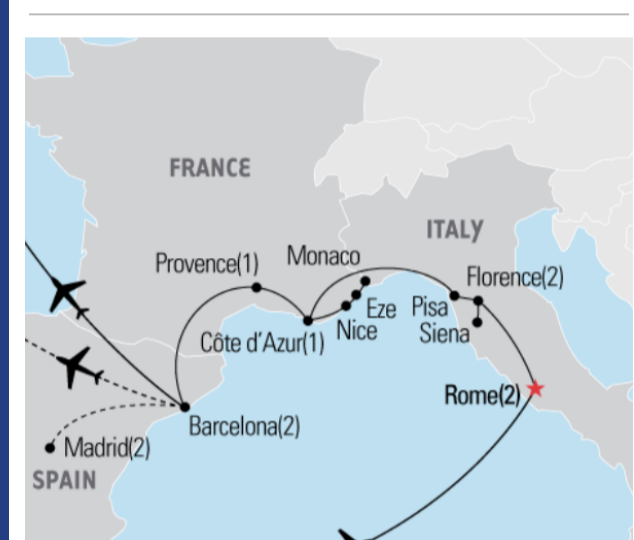 FRANCE
ITALY
Provence(1)
Monaco
Florence(2)
Pisa
Eze
Nice
Siena
Côte d'Azur(1)
Rome(2)
Barcelona(2)
Madrid(2)
SPAIN